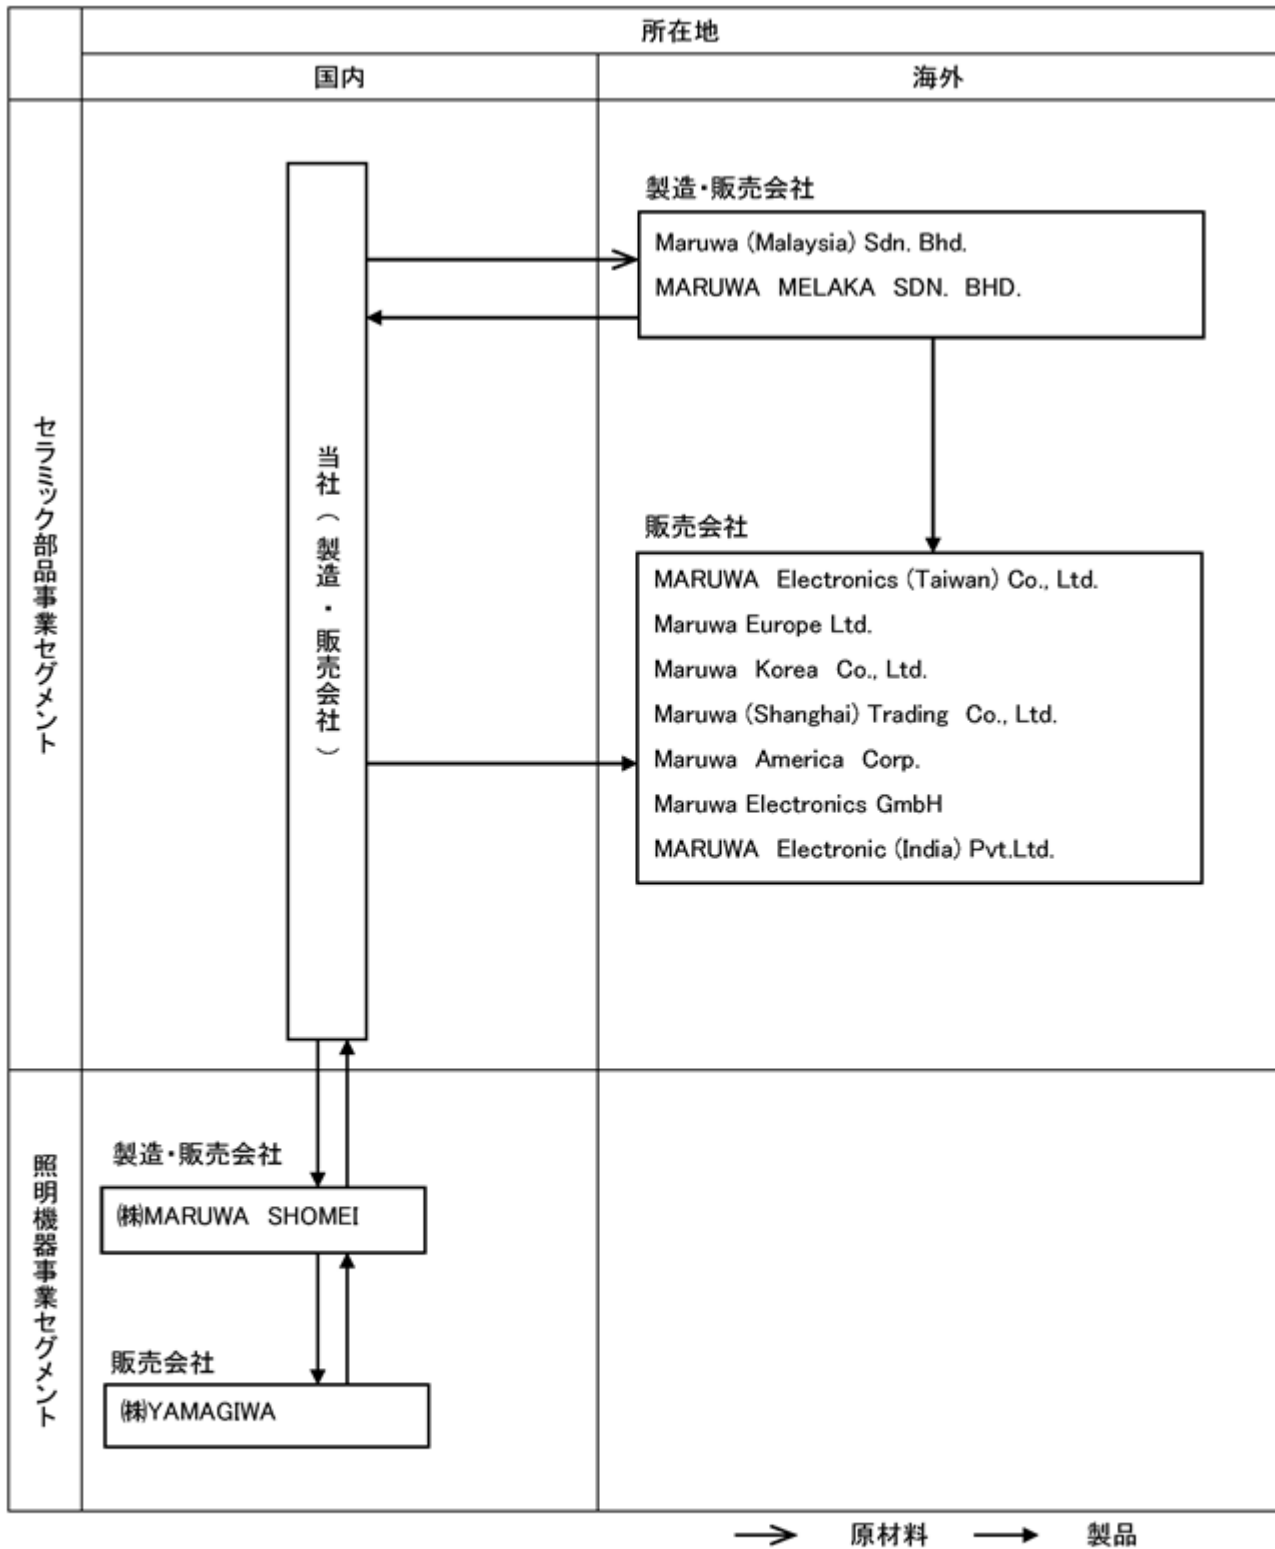 所在地
国内
海外
セラミック部品事業セグメント
当社(製造・販売会社)
製造・販売会社
Maruwa (Malaysia) Sdn. Bhd.
MARUWA MELAKA SDN. BHD.
販売会社
MARUWA Electronics (Taiwan) Co., Ltd.
Maruwa Europe Ltd.
Maruwa Korea Co., Ltd.
Maruwa (Shanghai) Trading Co., Ltd.
Maruwa America Corp.
Maruwa Electronics GmbH
MARUWA Electronic (India) Pvt.Ltd.
照明機器事業セグメント
製造・販売会社
㈱MARUWA SHOMEI
販売会社
㈱YAMAGIWA
原材料
製品